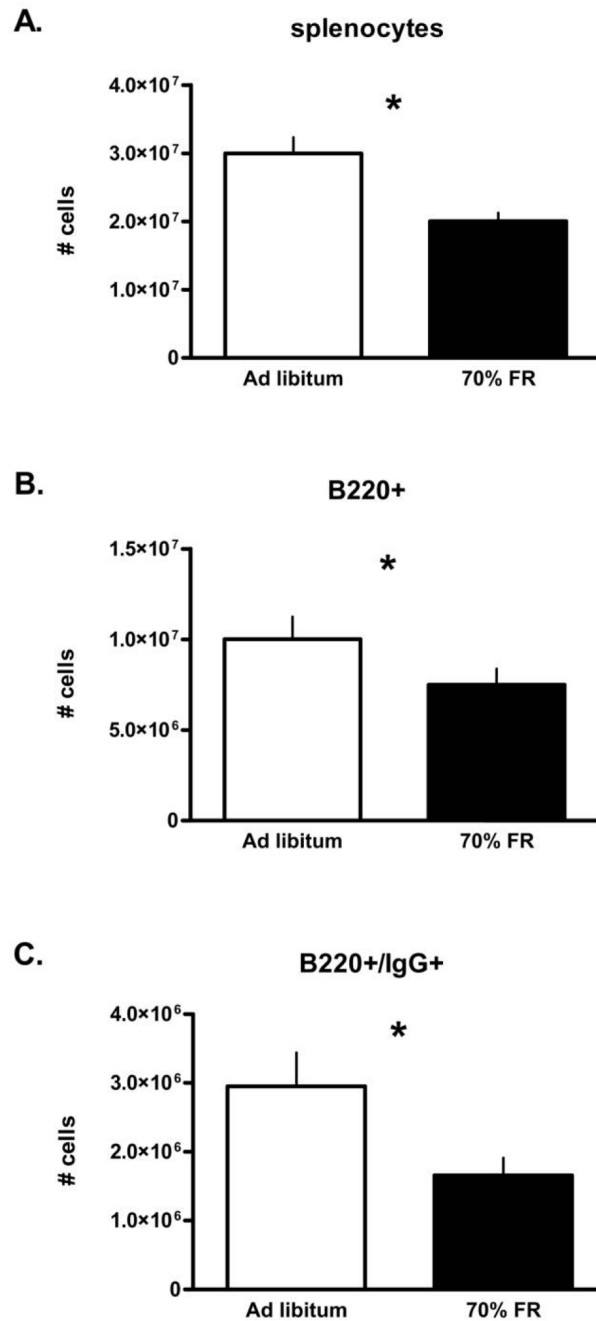 A.
splenocytes
4.0×10⁷
*
3.0×10⁷
# cells
2.0×10⁷
1.0×10⁷
0
Ad libitum 70% FR
B.
B220+
1.5×10⁷
*
1.0×10⁷
# cells
5.0×10⁶
0
Ad libitum 70% FR
C.
B220+/IgG+
4.0×10⁶
*
3.0×10⁶
# cells
2.0×10⁶
1.0×10⁶
0
Ad libitum 70% FR